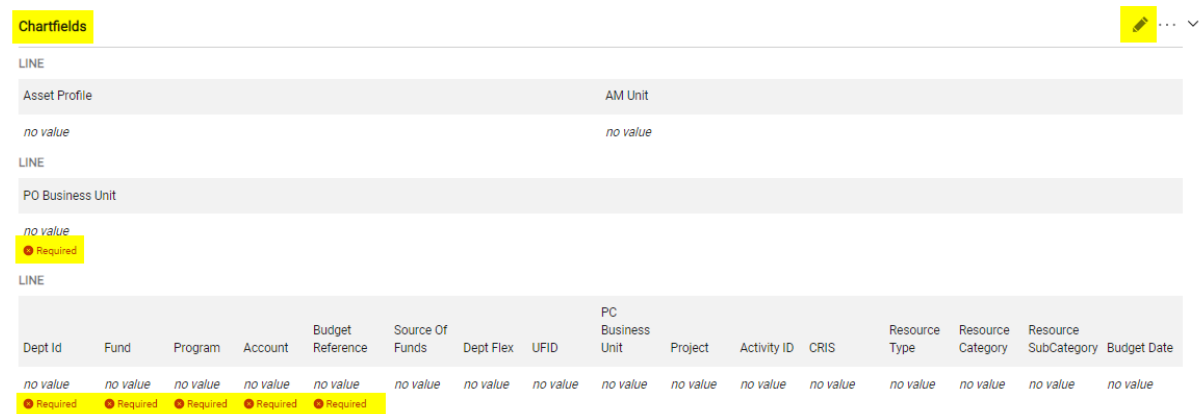 Chartfields
LINE
Asset Profile AM Unit
no value no value
LINE
PO Business Unit
no value
Required
LINE
Dept Id Fund Program Account Budget Reference Source Of Funds Dept Flex UFID PC Business Unit Project Activity ID CRIS Resource Type Resource Category Resource SubCategory Budget Date
no value no value no value no value no value no value no value no value no value no value no value no value no value no value no value no value
Required Required Required Required Required